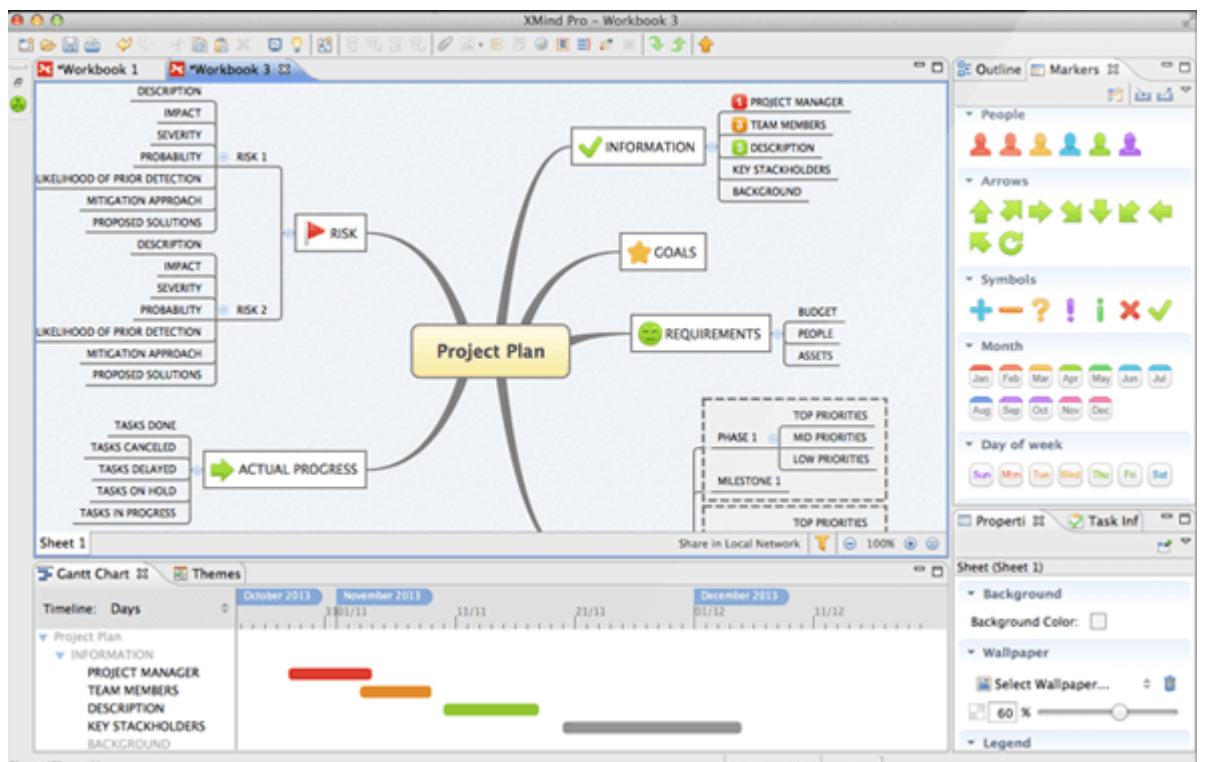 XMind Pro – Workbook 3
*Workbook 1
*Workbook 3
DESCRIPTION
IMPACT
SEVERITY
PROBABILITY
LIKELIHOOD OF PRIOR DETECTION
MITIGATION APPROACH
PROPOSED SOLUTIONS
RISK 1
DESCRIPTION
IMPACT
SEVERITY
PROBABILITY
LIKELIHOOD OF PRIOR DETECTION
MITIGATION APPROACH
PROPOSED SOLUTIONS
RISK 2
RISK
TASKS DONE
TASKS CANCELED
TASKS DELAYED
TASKS ON HOLD
TASKS IN PROGRESS
ACTUAL PROGRESS
Project Plan
INFORMATION
1 PROJECT MANAGER
3 TEAM MEMBERS
5 DESCRIPTION
KEY STACKHOLDERS
BACKGROUND
GOALS
REQUIREMENTS
BUDGET
PEOPLE
ASSETS
PHASE 1
TOP PRIORITIES
MID PRIORITIES
LOW PRIORITIES
MILESTONE 1
TOP PRIORITIES
Sheet 1
Share in Local Network
100%
Outline
Markers
People
Arrows
Symbols
Month
Jan Feb Mar Apr May Jun Jul
Aug Sep Oct Nov Dec
Day of week
Sun Mon Tue Wed Thu Fri Sat
Properti
Task Inf
Sheet (Sheet 1)
Background
Background Color:
Wallpaper
Select Wallpaper...
60 %
Legend
Gantt Chart
Themes
Timeline: Days
October 2013
November 2013
December 2013
31 01/11 11/11 21/11 01/12 11/12
Project Plan
INFORMATION
PROJECT MANAGER
TEAM MEMBERS
DESCRIPTION
KEY STACKHOLDERS
BACKGROUND